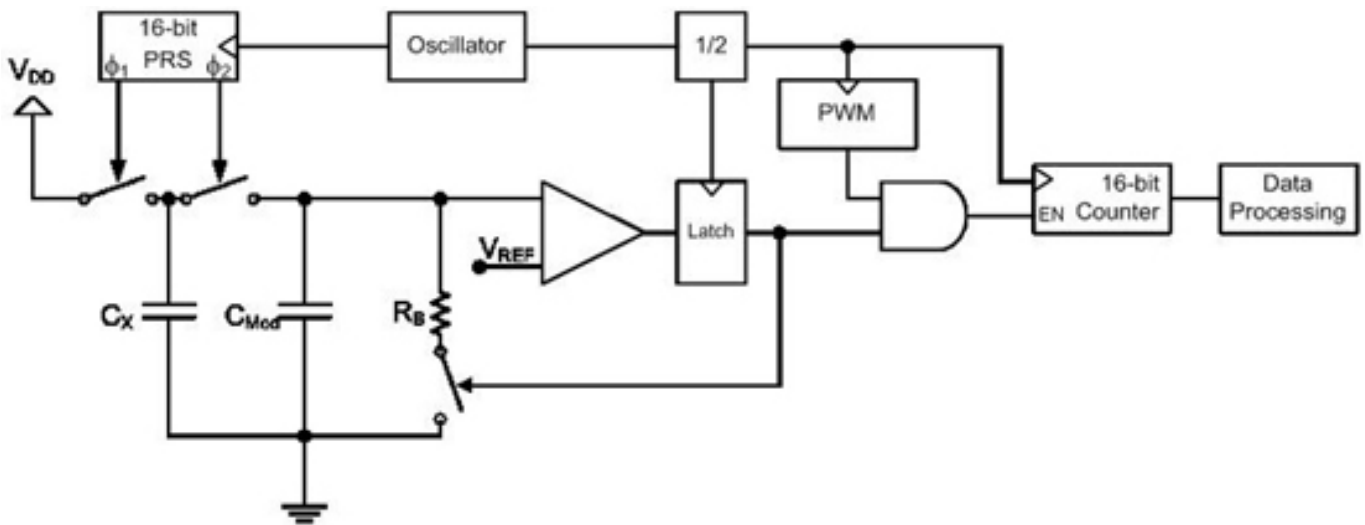 16-bit
PRS
ϕ1 ϕ2
Oscillator
1/2
VDD
PWM
16-bit
Counter
EN
Data
Processing
Latch
VREF
CX
CMod
RB